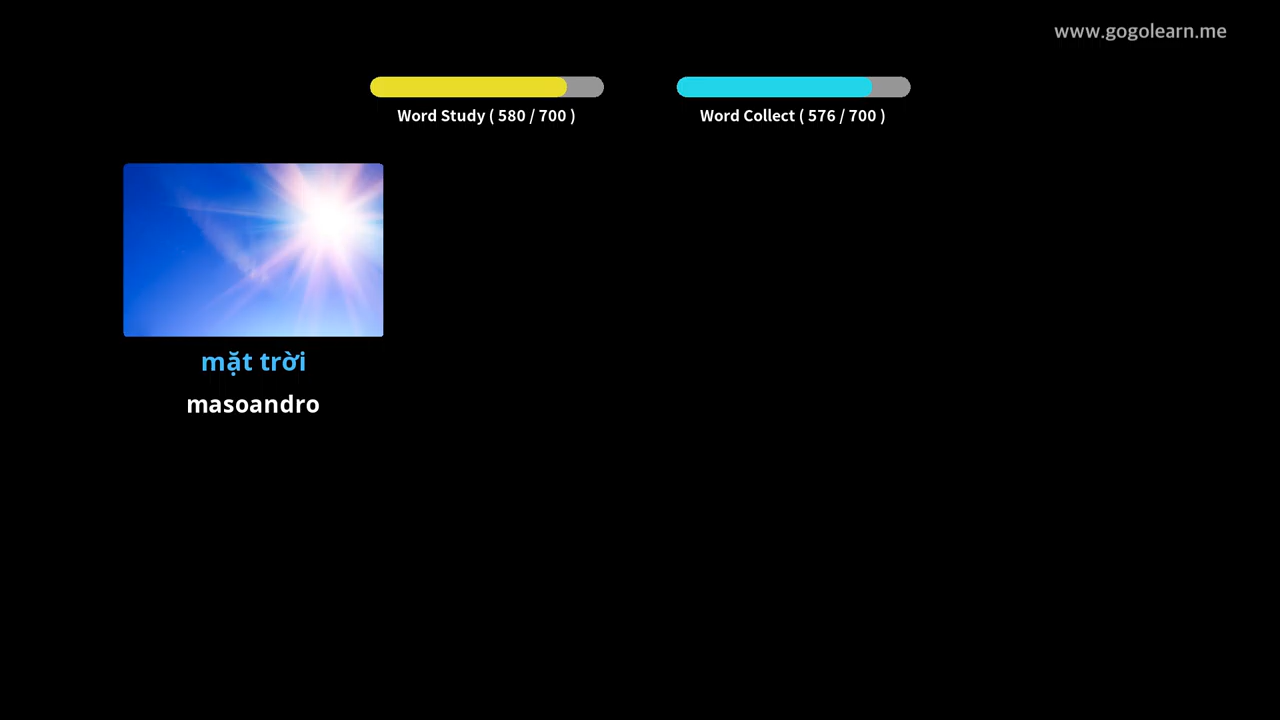 www.gogolearn.me
Word Study ( 580 / 700 )
Word Collect ( 576 / 700 )
mặt trời
masoandro